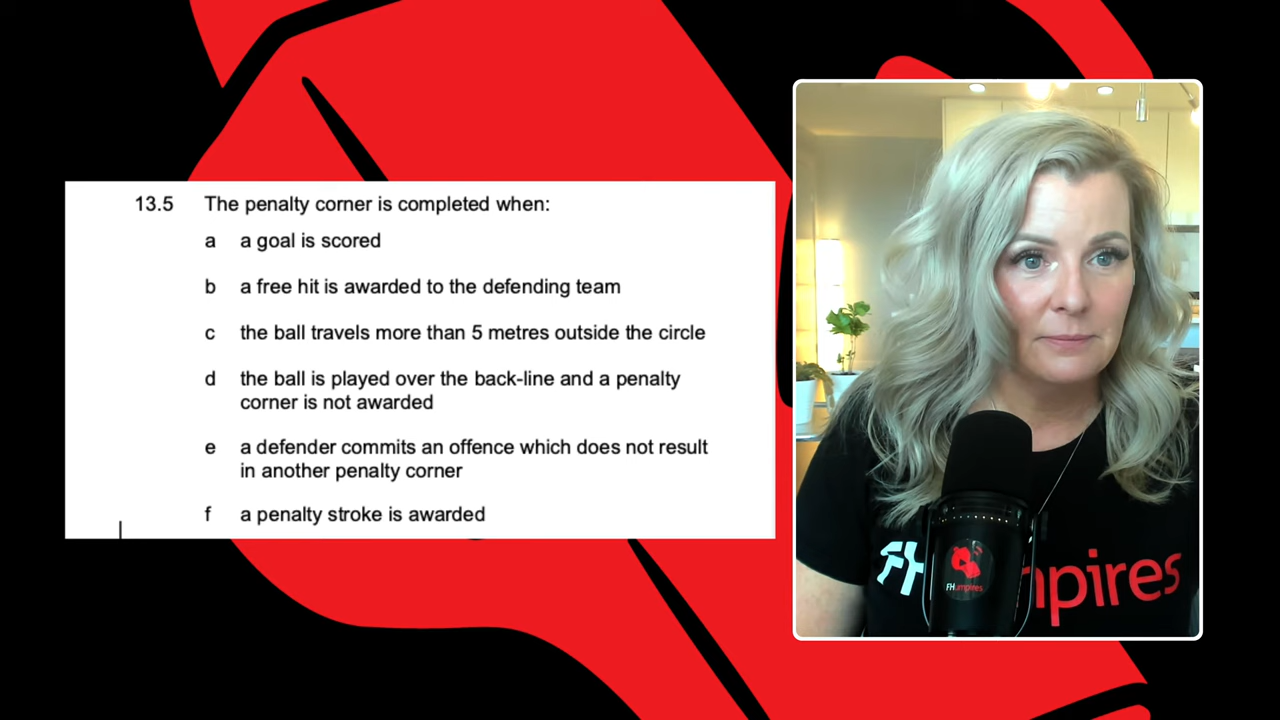 13.5 The penalty corner is completed when:
a a goal is scored
b a free hit is awarded to the defending team
c the ball travels more than 5 metres outside the circle
d the ball is played over the back-line and a penalty
corner is not awarded
e a defender commits an offence which does not result
in another penalty corner
f a penalty stroke is awarded
FH mpires
FHumpires